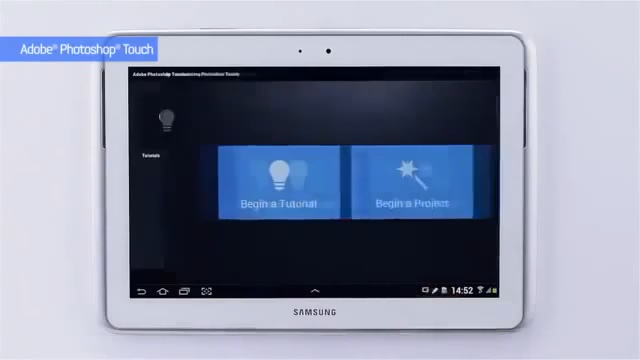 Adobe® Photoshop® Touch
Tutorials
Begin a Tutorial
Begin a Project
14:52
SAMSUNG